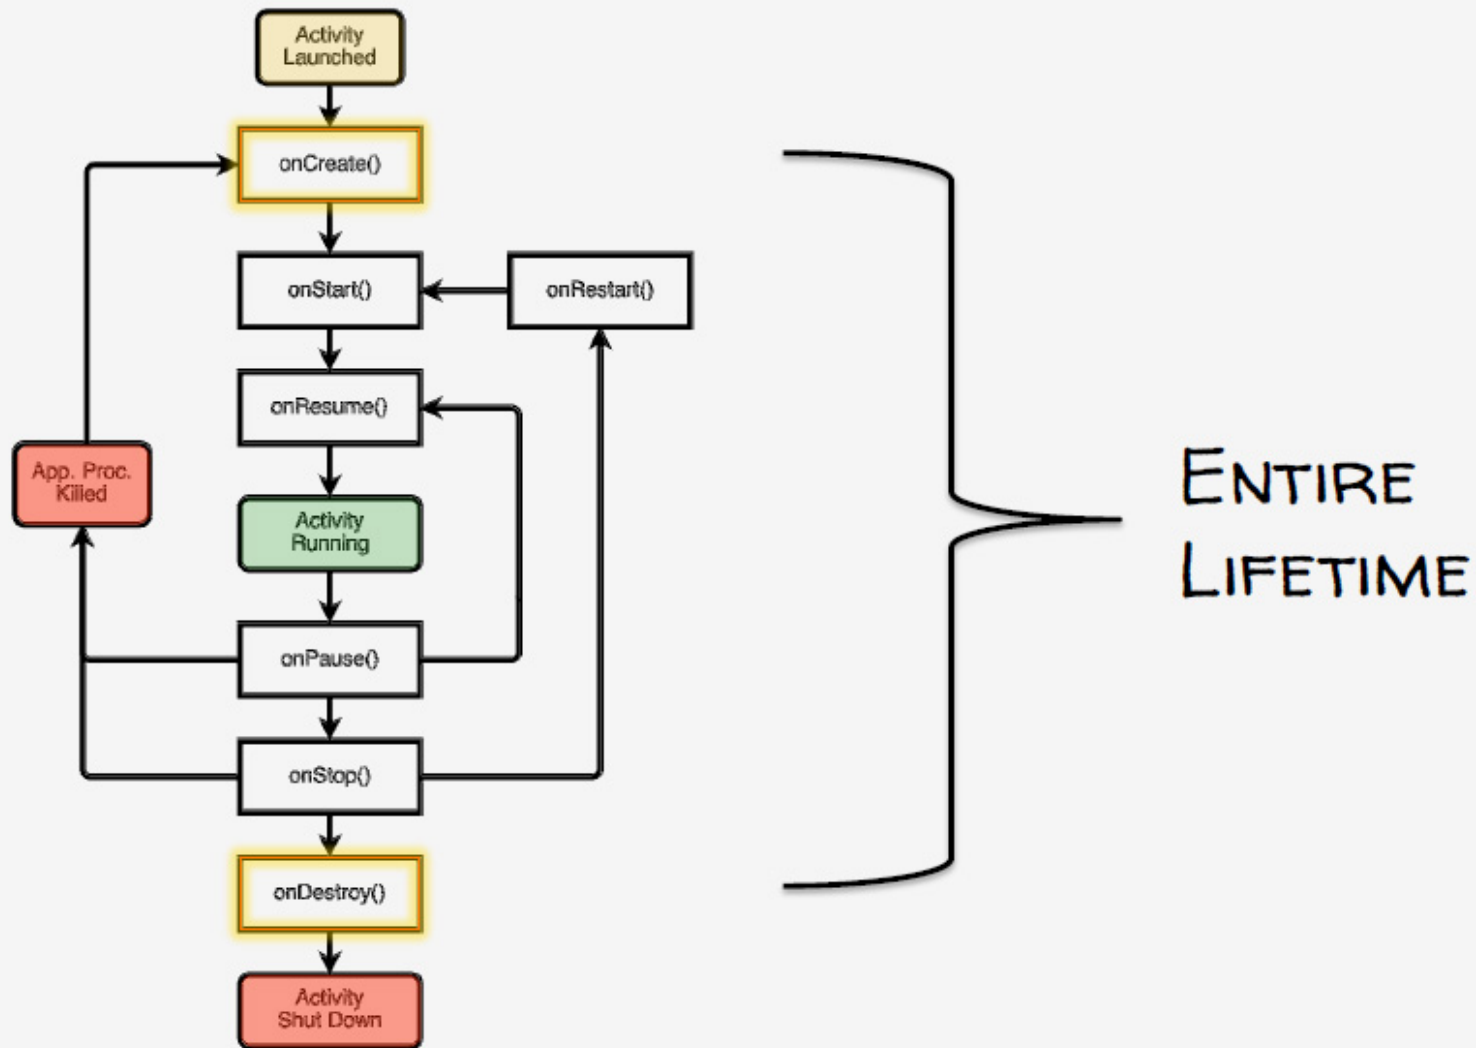 Activity
Launched
onCreate()
onStart()
onRestart()
onResume()
App. Proc.
Killed
Activity
Running
onPause()
onStop()
onDestroy()
Activity
Shut Down
ENTIRE
LIFETIME